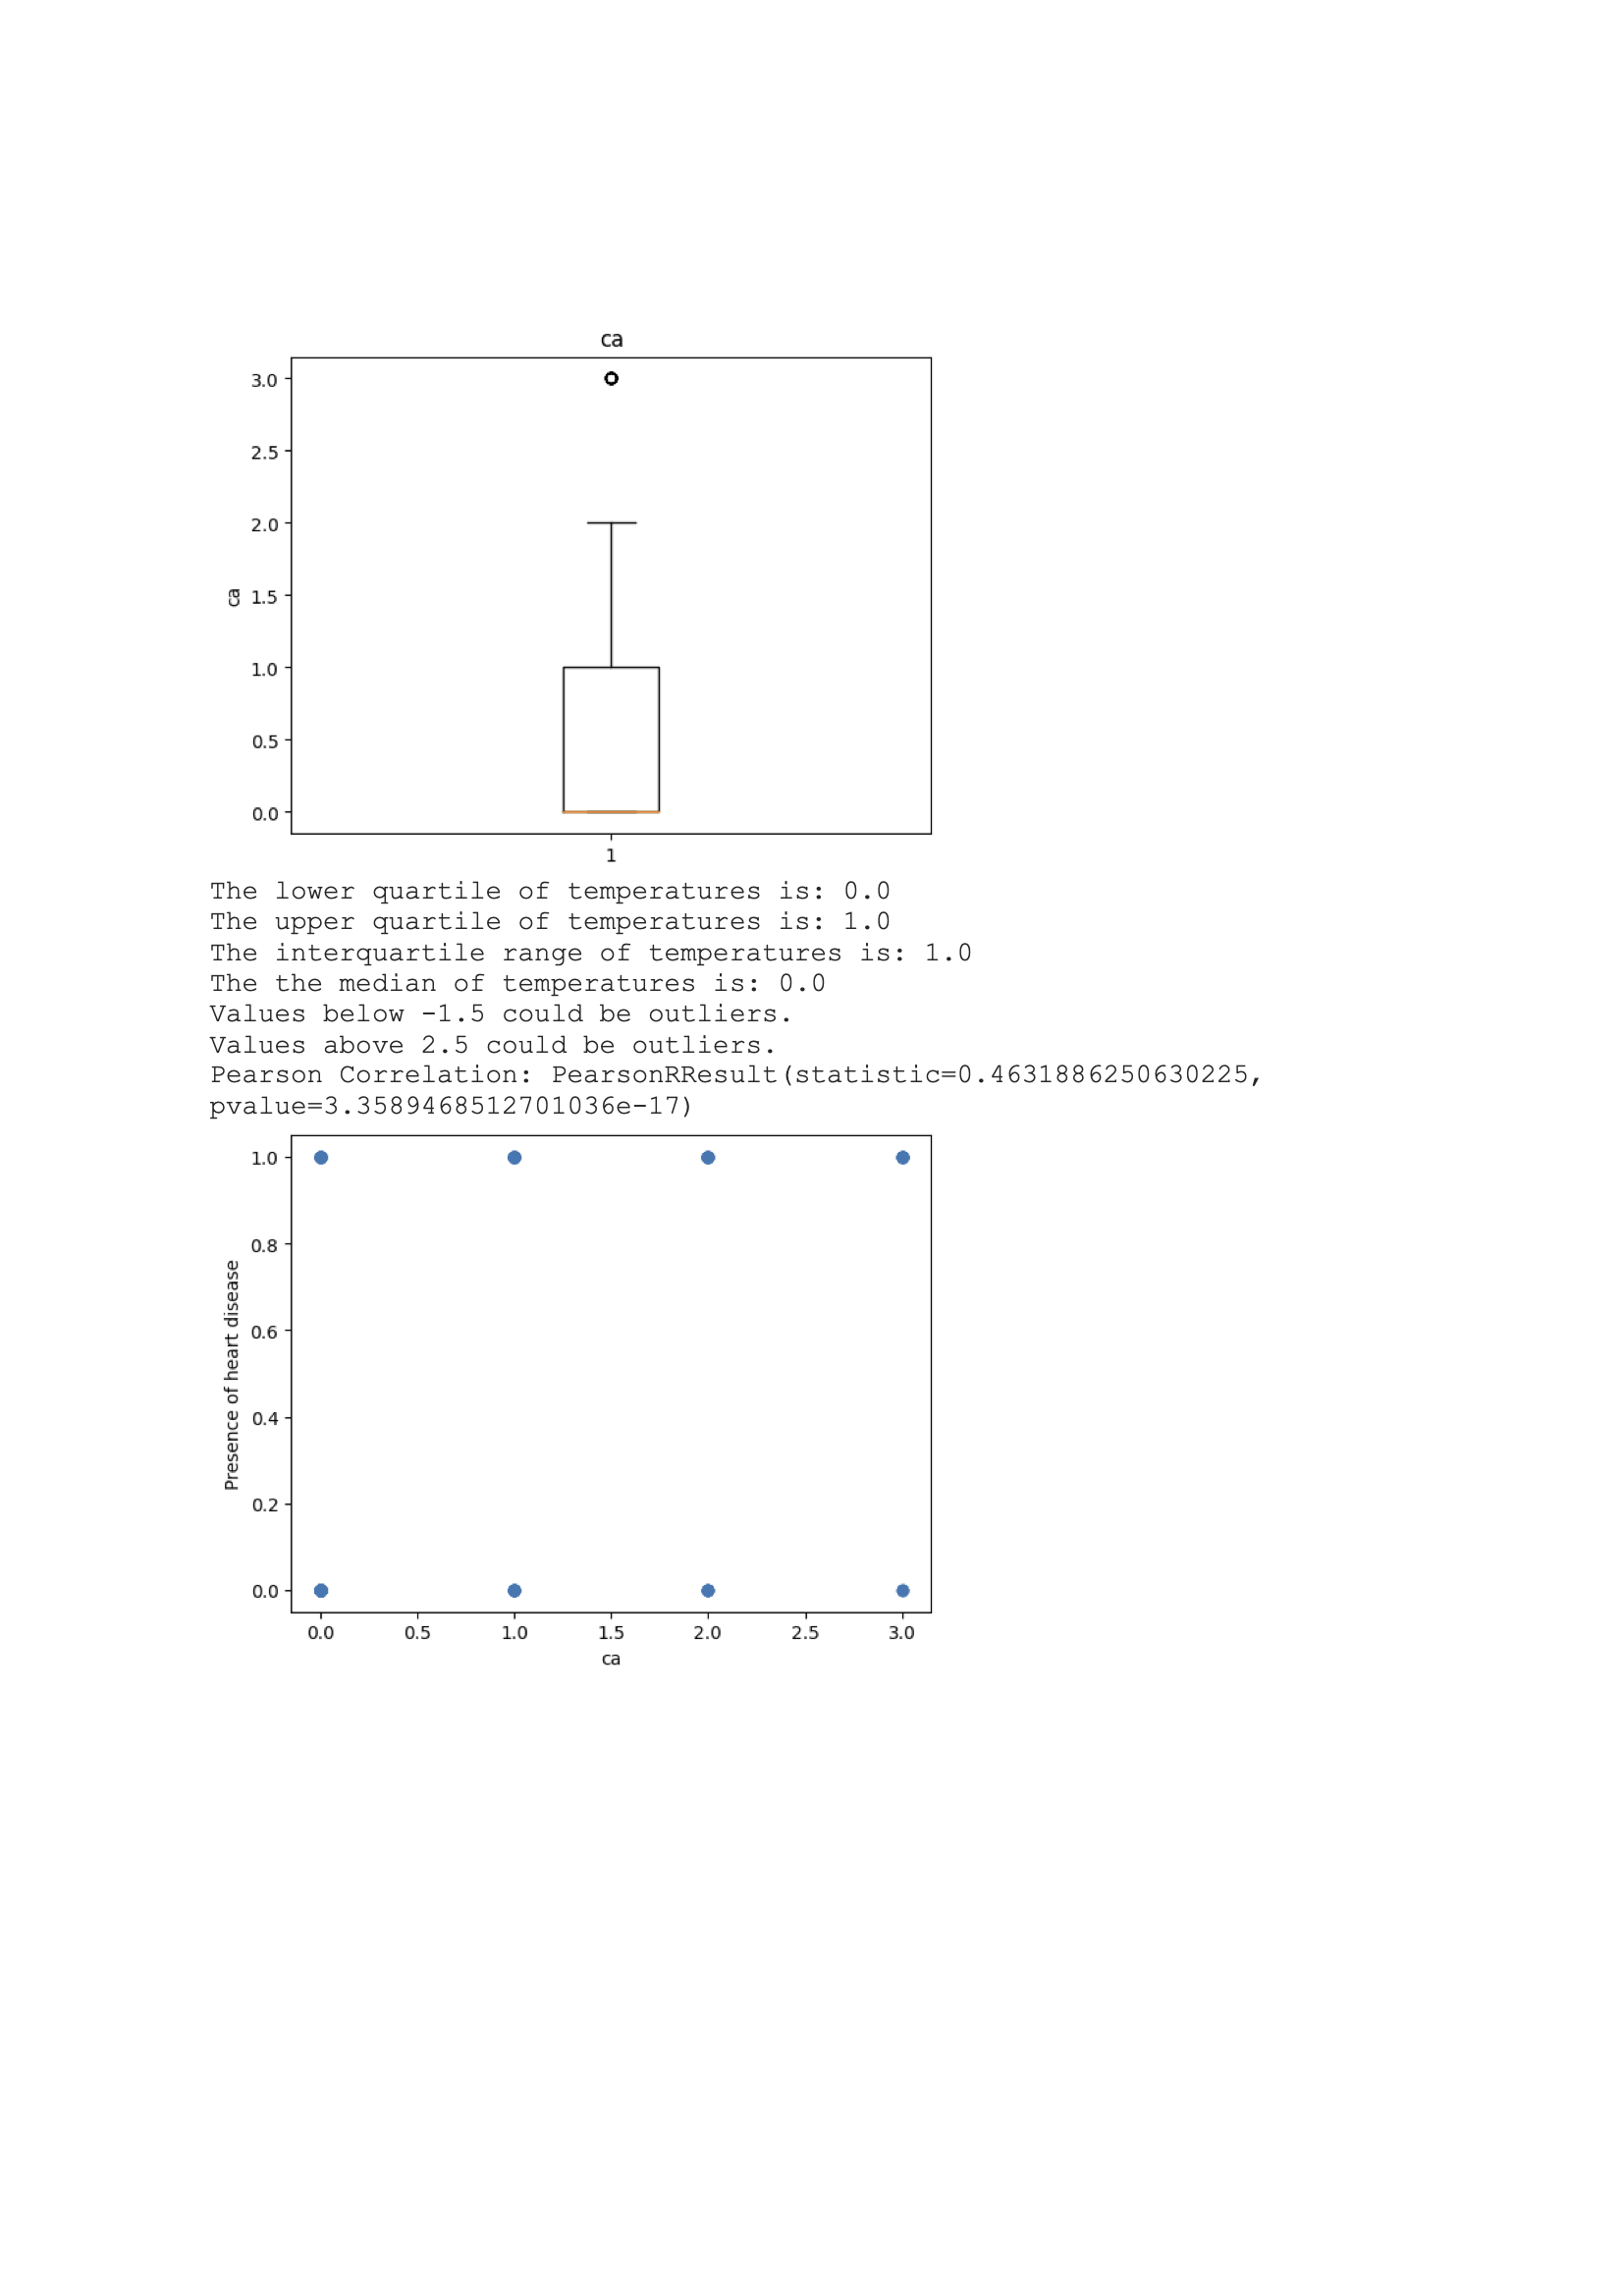 ca
3.0
2.5
2.0
ca
1.5
1.0
0.5
0.0
1
The lower quartile of temperatures is: 0.0
The upper quartile of temperatures is: 1.0
The interquartile range of temperatures is: 1.0
The the median of temperatures is: 0.0
Values below -1.5 could be outliers.
Values above 2.5 could be outliers.
Pearson Correlation: PearsonRResult(statistic=0.4631886250630225,
pvalue=3.3589468512701036e-17)
1.0
0.8
Presence of heart disease
0.6
0.4
0.2
0.0
0.0 0.5 1.0 1.5 2.0 2.5 3.0
ca